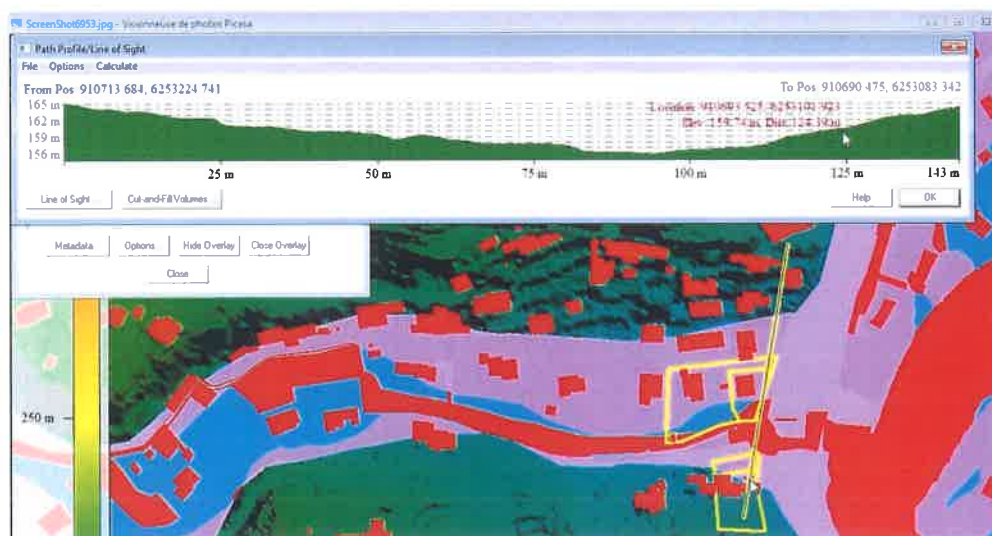 ScreenShot6953.jpg - Visionneuse de photos Picasa
Path Profile/Line of Sight
File Options Calculate
From Pos 910713 684, 6253224 741
To Pos 910690 475, 6253083 342
165 m
162 m
159 m
156 m
25 m 50 m 75 m 100 m 125 m 143 m
Line of Sight Cut-and-Fill Volumes Help OK
Metadata Options Hide Overlay Close Overlay
Close
250 m